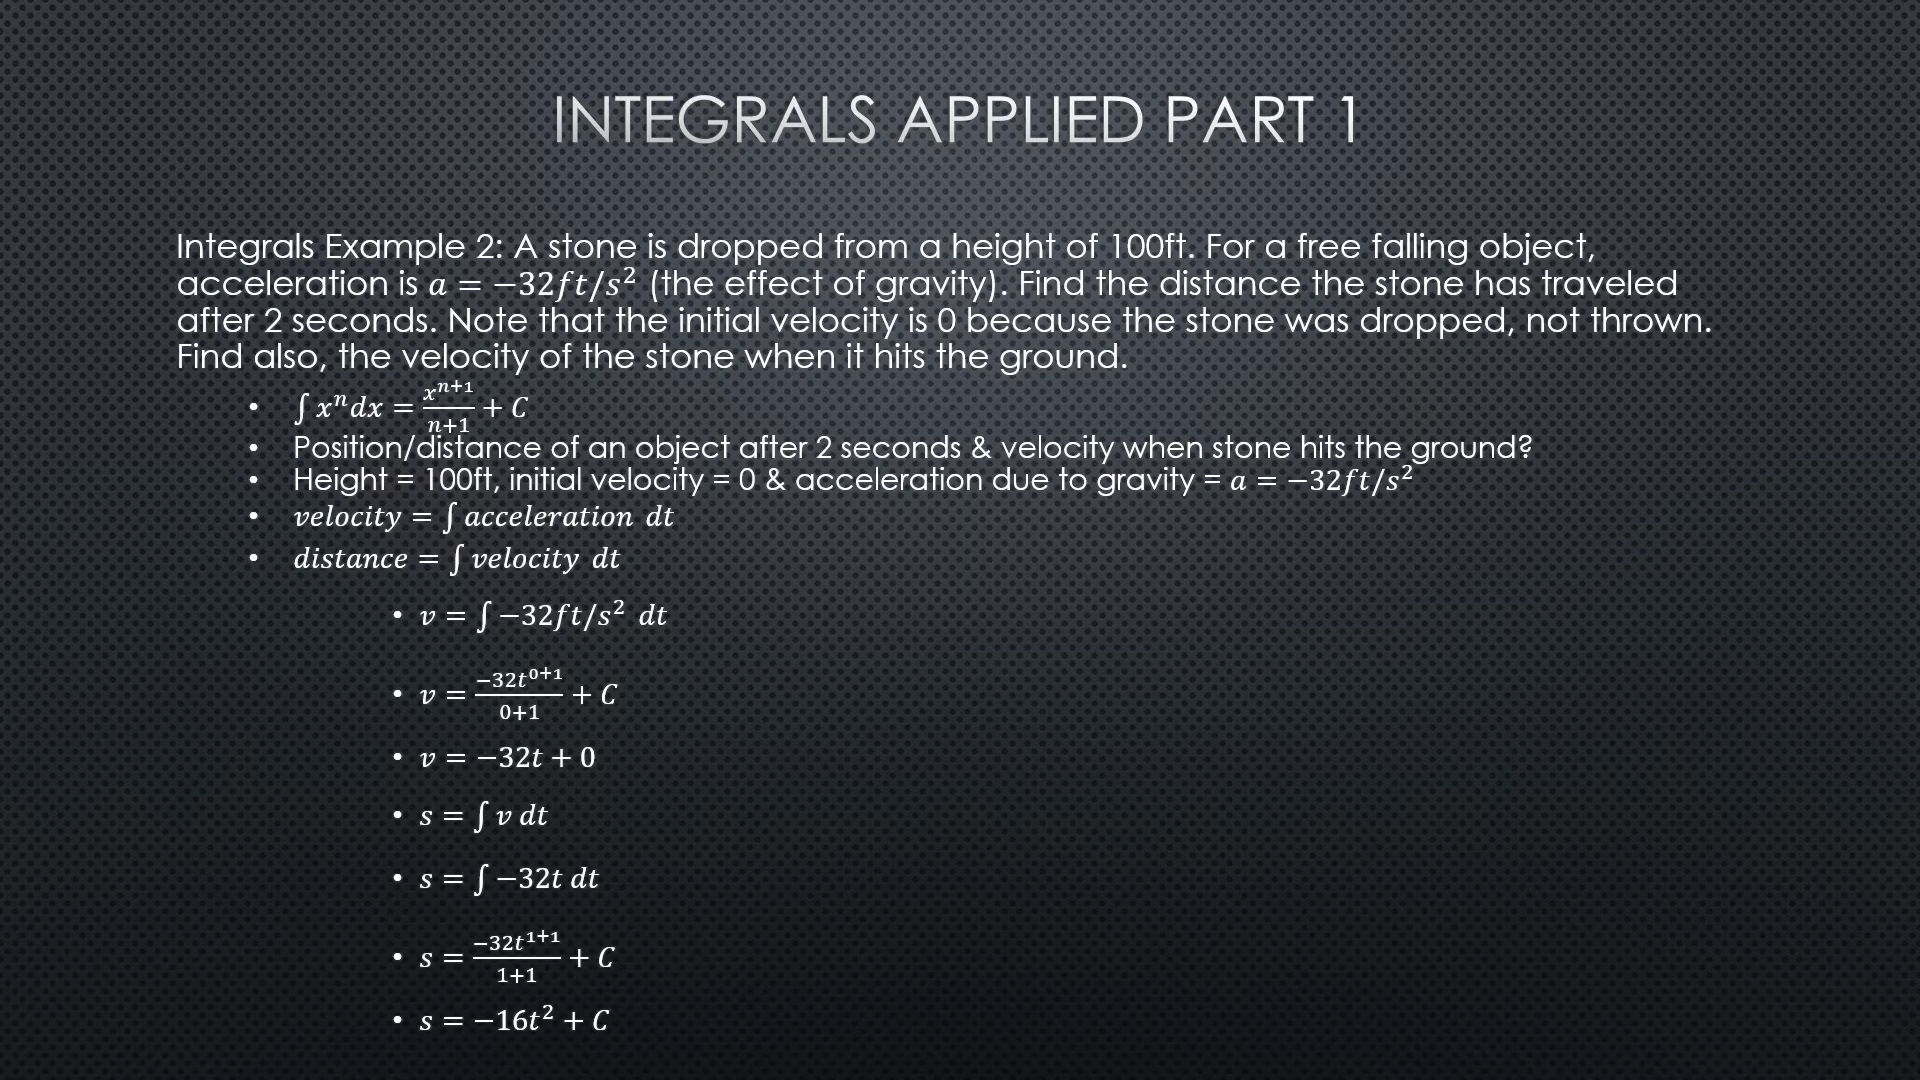 INTEGRALS APPLIED PART 1
Integrals Example 2: A stone is dropped from a height of 100ft. For a free falling object,
acceleration is a = −32ft/s² (the effect of gravity). Find the distance the stone has traveled
after 2 seconds. Note that the initial velocity is 0 because the stone was dropped, not thrown.
Find also, the velocity of the stone when it hits the ground.
• ∫ xⁿdx = xⁿ⁺¹/n+1 + C
• Position/distance of an object after 2 seconds & velocity when stone hits the ground?
• Height = 100ft, initial velocity = 0 & acceleration due to gravity = a = −32ft/s²
• velocity = ∫ acceleration dt
• distance = ∫ velocity dt
• v = ∫ −32ft/s² dt
• v = −32t⁰⁺¹/0+1 + C
• v = −32t + 0
• s = ∫ v dt
• s = ∫ −32t dt
• s = −32t¹⁺¹/1+1 + C
• s = −16t² + C